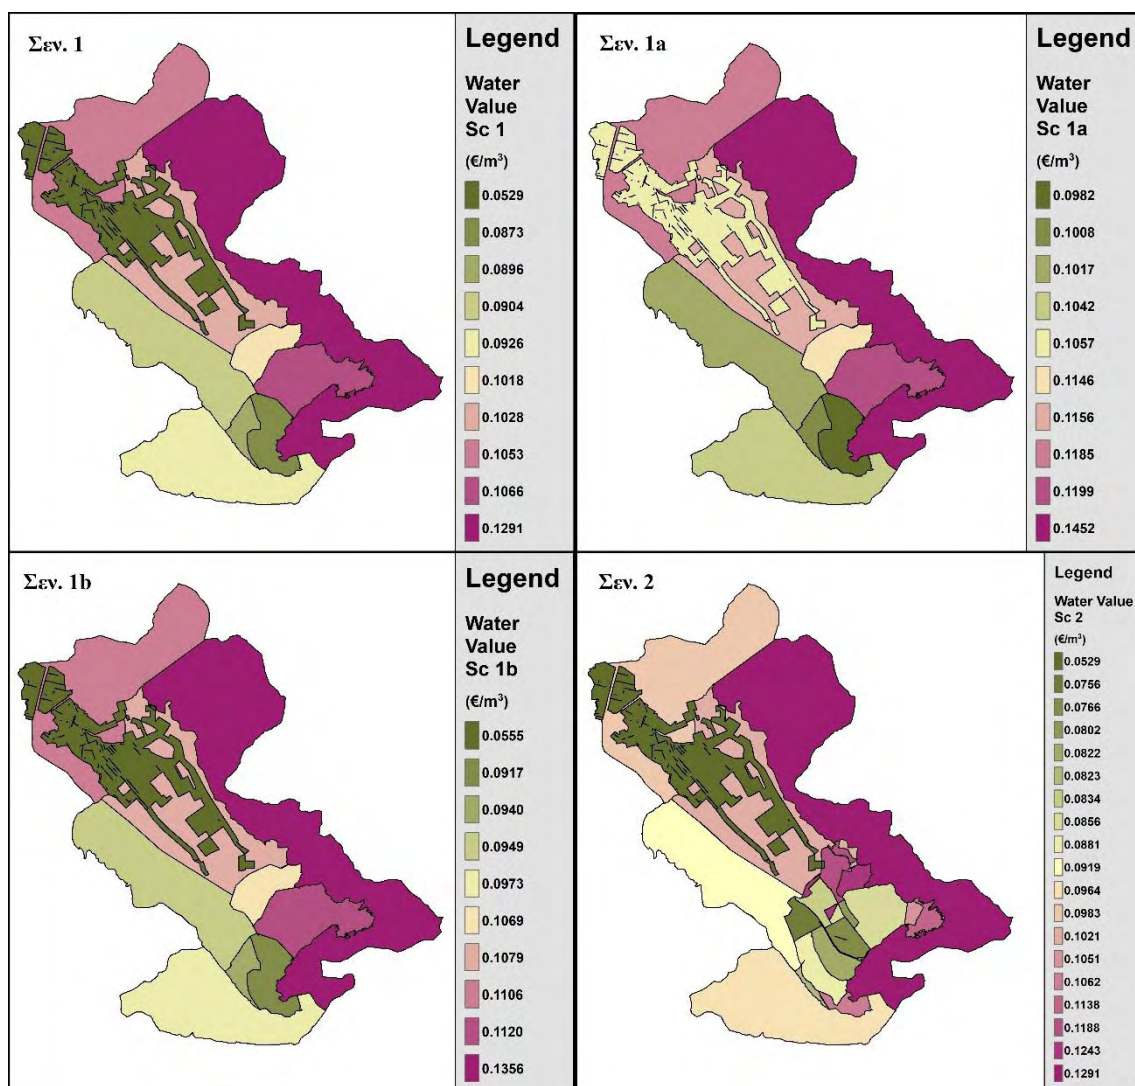 Σεν. 1
Legend
Water
Value
Sc 1
(€/m³)
0.0529
0.0873
0.0896
0.0904
0.0926
0.1018
0.1028
0.1053
0.1066
0.1291
Σεν. 1a
Legend
Water
Value
Sc 1a
(€/m³)
0.0982
0.1008
0.1017
0.1042
0.1057
0.1146
0.1156
0.1185
0.1199
0.1452
Σεν. 1b
Legend
Water
Value
Sc 1b
(€/m³)
0.0555
0.0917
0.0940
0.0949
0.0973
0.1069
0.1079
0.1106
0.1120
0.1356
Σεν. 2
Legend
Water Value
Sc 2
(€/m³)
0.0529
0.0756
0.0766
0.0802
0.0822
0.0823
0.0834
0.0856
0.0881
0.0919
0.0964
0.0983
0.1021
0.1051
0.1062
0.1138
0.1188
0.1243
0.1291